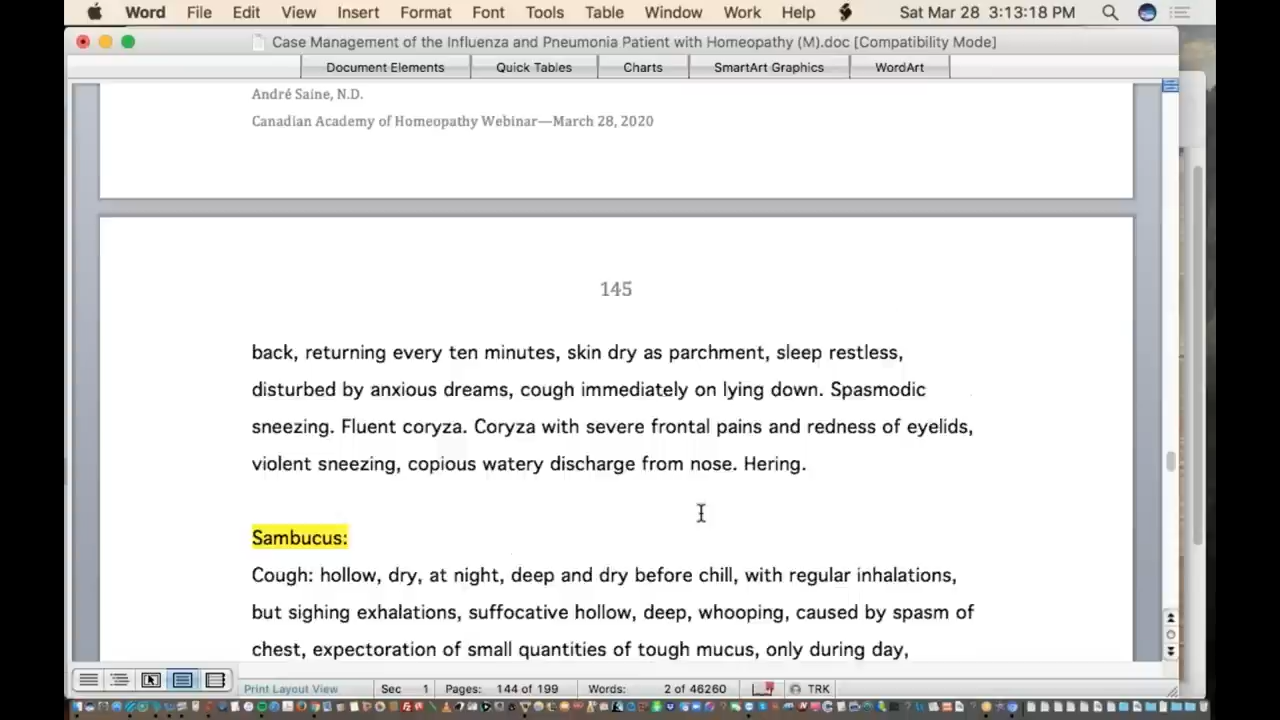 Word File Edit View Insert Format Font Tools Table Window Work Help Sat Mar 28 3:13:18 PM
Case Management of the Influenza and Pneumonia Patient with Homeopathy (M).doc [Compatibility Mode]
Document Elements Quick Tables Charts SmartArt Graphics WordArt
André Saine, N.D.
Canadian Academy of Homeopathy Webinar—March 28, 2020
145
back, returning every ten minutes, skin dry as parchment, sleep restless,
disturbed by anxious dreams, cough immediately on lying down. Spasmodic
sneezing. Fluent coryza. Coryza with severe frontal pains and redness of eyelids,
violent sneezing, copious watery discharge from nose. Hering.
Sambucus:
Cough: hollow, dry, at night, deep and dry before chill, with regular inhalations,
but sighing exhalations, suffocative hollow, deep, whooping, caused by spasm of
chest, expectoration of small quantities of tough mucus, only during day,
Print Layout View Sec 1 Pages: 144 of 199 Words: 2 of 46260 TRK